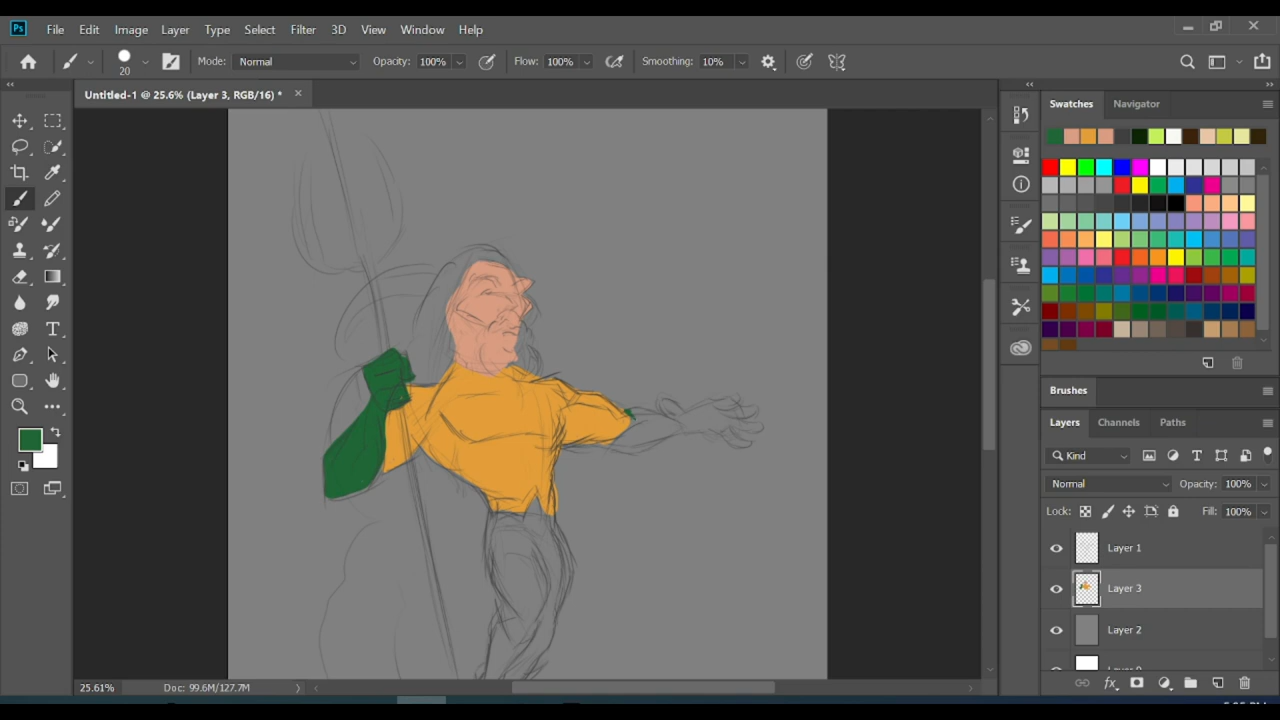 Ps File Edit Image Layer Type Select Filter 3D View Window Help
20 Mode: Normal Opacity: 100% Flow: 100% Smoothing: 10%
Untitled-1 @ 25.6% (Layer 3, RGB/16) *
Swatches Navigator
Brushes
Layers Channels Paths
Kind
Normal Opacity: 100%
Lock: Fill: 100%
Layer 1
Layer 3
Layer 2
fx
25.61% Doc: 99.6M/127.7M